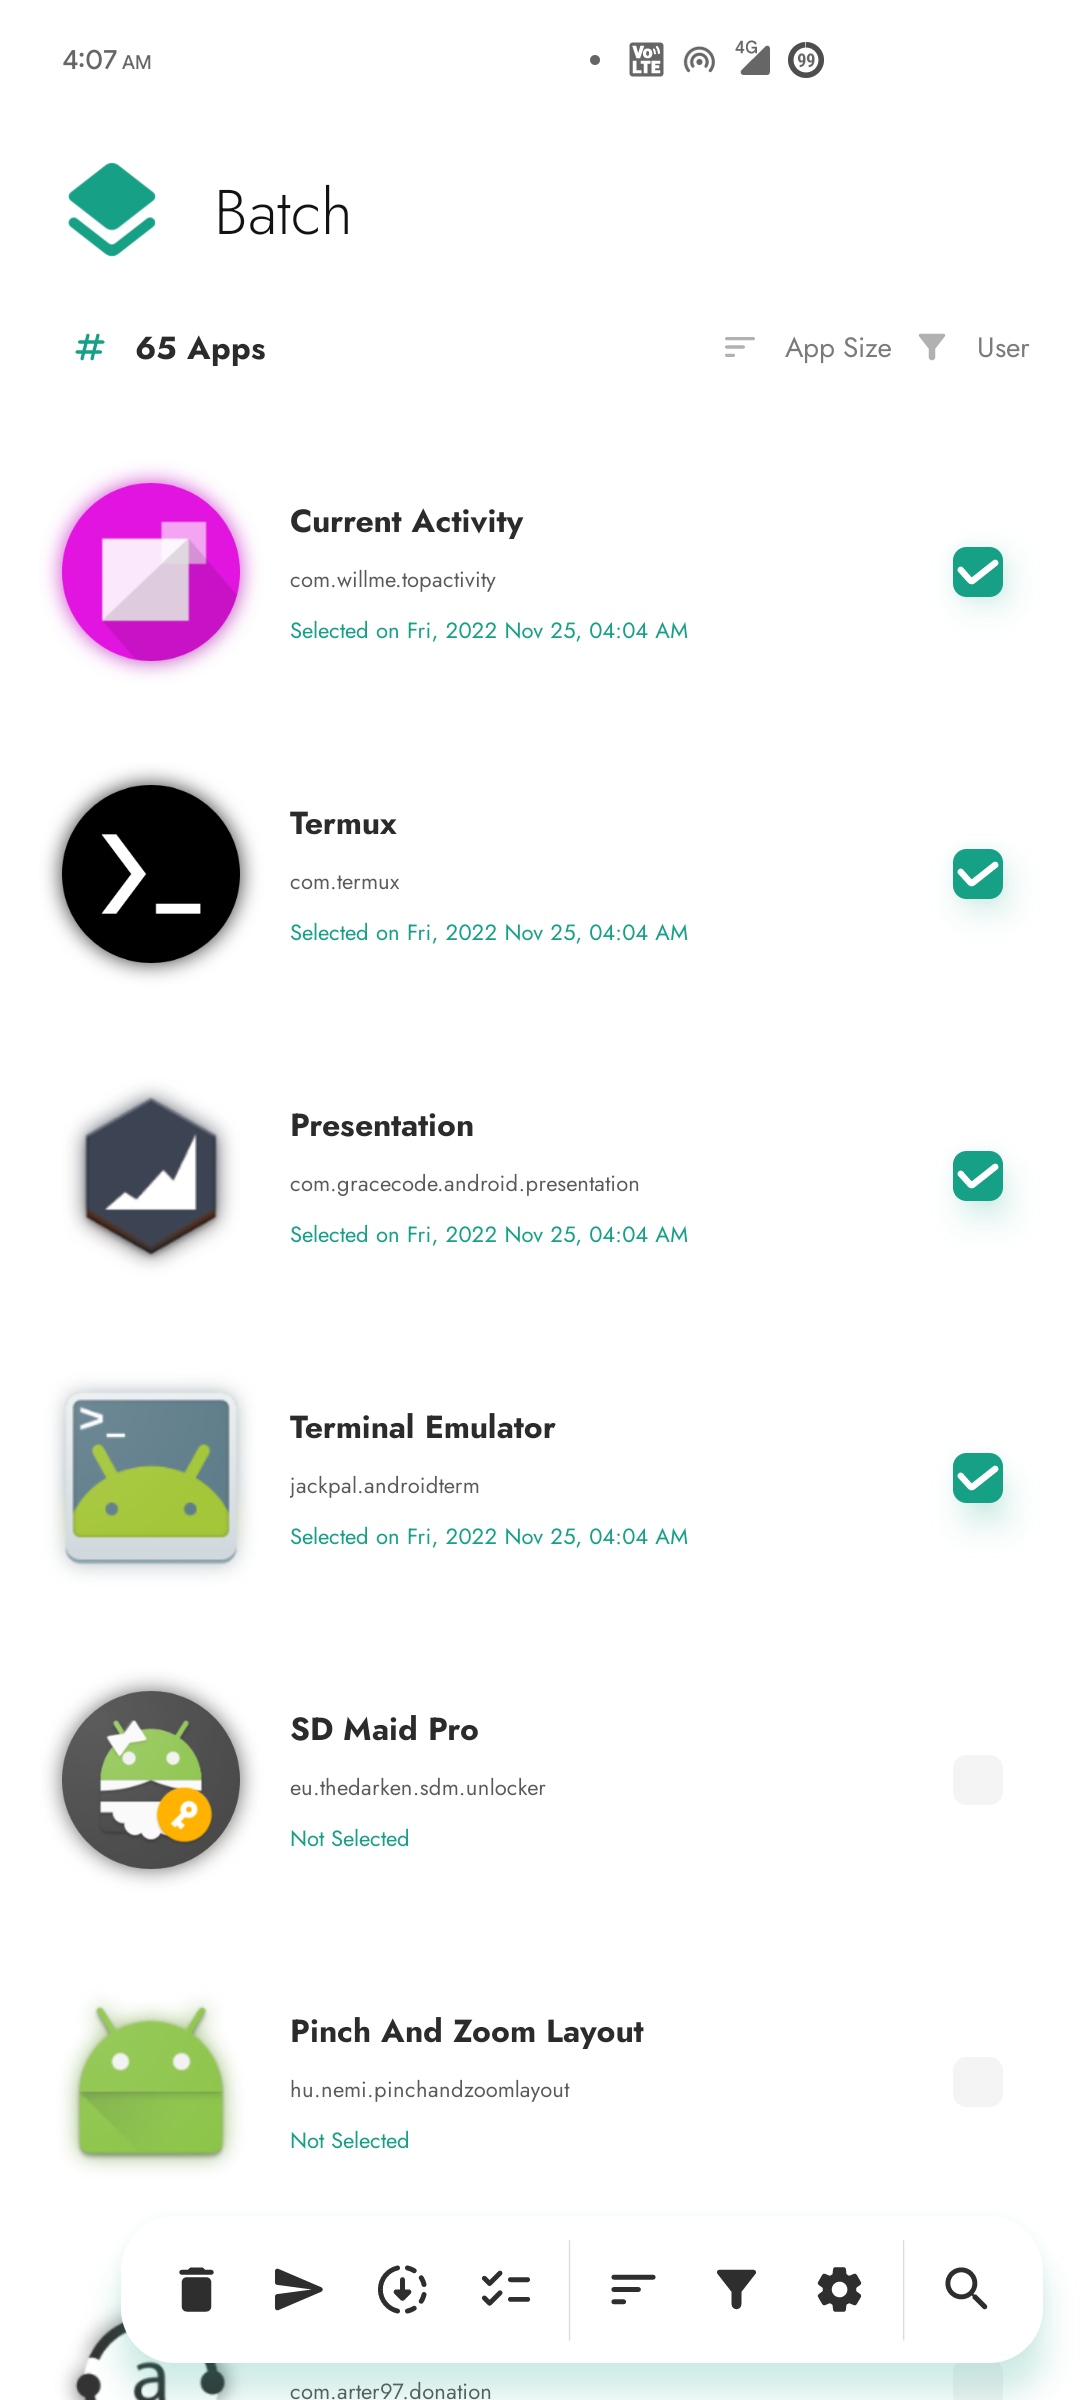 4:07 AM
VoLTE 4G 99
Batch
# 65 Apps App Size User
Current Activity
com.willme.topactivity
Selected on Fri, 2022 Nov 25, 04:04 AM
Termux
com.termux
Selected on Fri, 2022 Nov 25, 04:04 AM
Presentation
com.gracecode.android.presentation
Selected on Fri, 2022 Nov 25, 04:04 AM
>_
Terminal Emulator
jackpal.androidterm
Selected on Fri, 2022 Nov 25, 04:04 AM
SD Maid Pro
eu.thedarken.sdm.unlocker
Not Selected
Pinch And Zoom Layout
hu.nemi.pinchandzoomlayout
Not Selected
a
com.arter97.donation